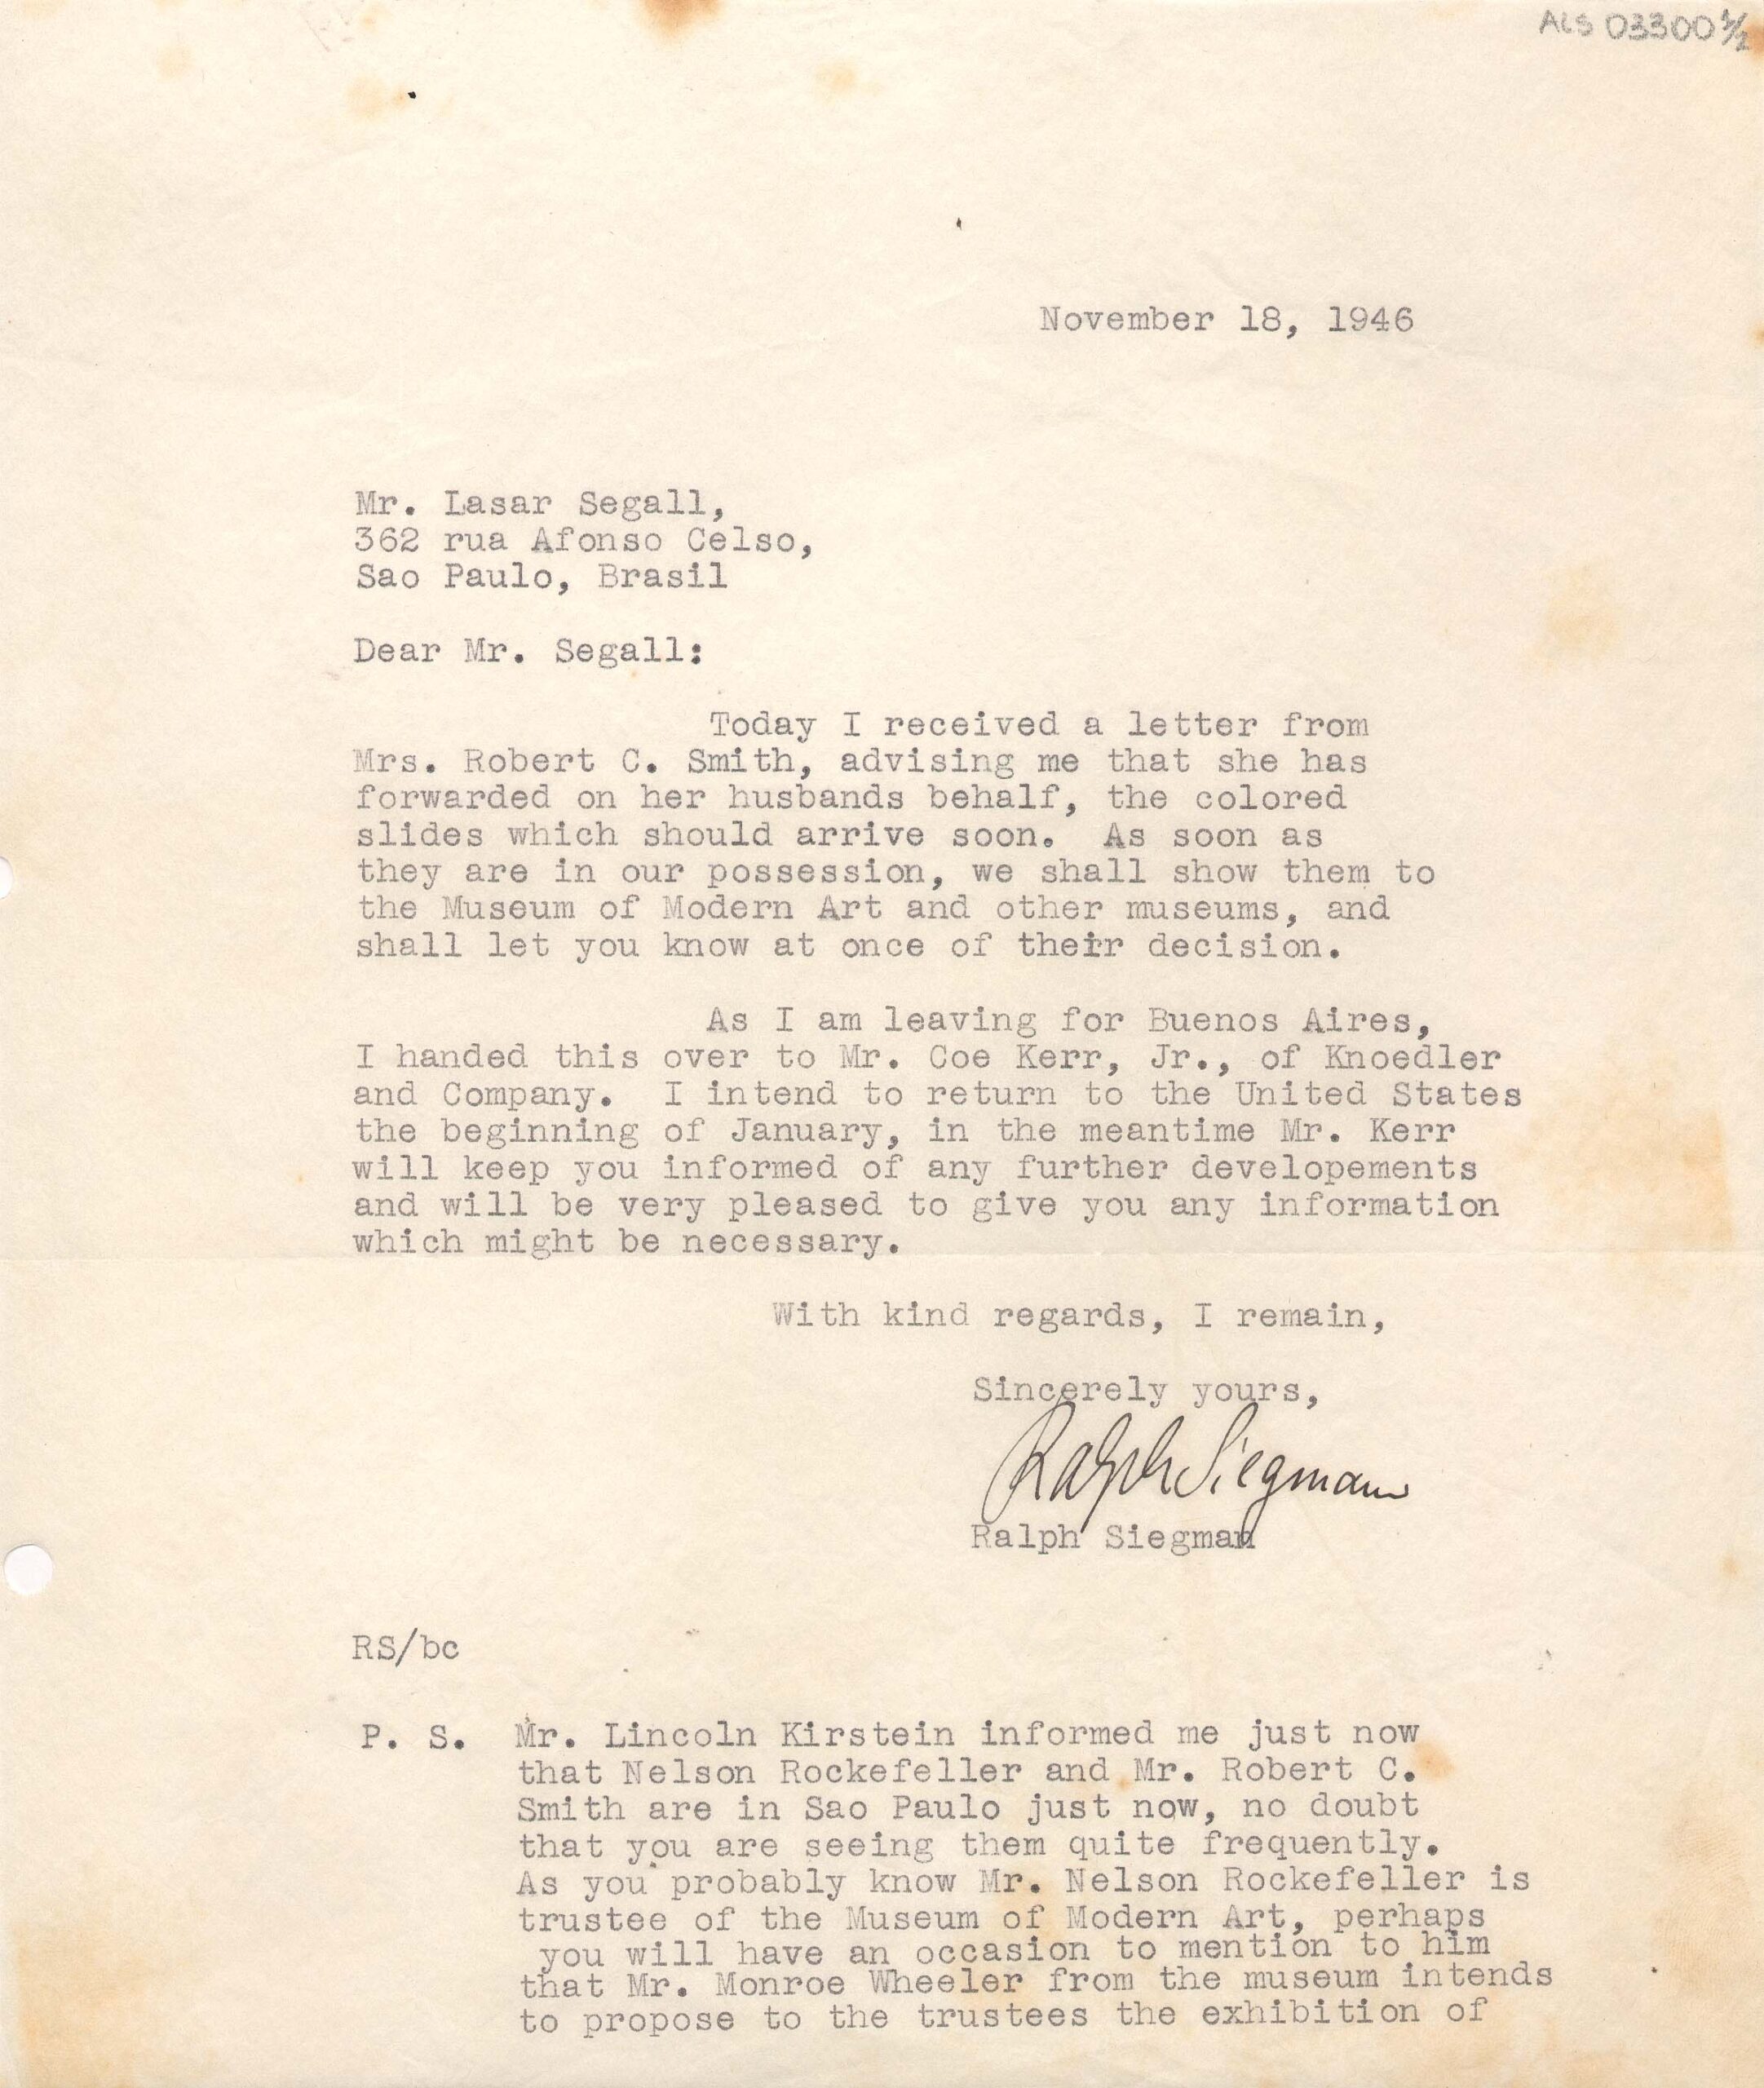 ALS 03300 1/2
November 18, 1946
Mr. Lasar Segall,
362 rua Afonso Celso,
Sao Paulo, Brasil
Dear Mr. Segall:
Today I received a letter from
Mrs. Robert C. Smith, advising me that she has
forwarded on her husbands behalf, the colored
slides which should arrive soon. As soon as
they are in our possession, we shall show them to
the Museum of Modern Art and other museums, and
shall let you know at once of their decision.
As I am leaving for Buenos Aires,
I handed this over to Mr. Coe Kerr, Jr., of Knoedler
and Company. I intend to return to the United States
the beginning of January, in the meantime Mr. Kerr
will keep you informed of any further developements
and will be very pleased to give you any information
which might be necessary.
With kind regards, I remain,
Sincerely yours,
Ralph Siegman
Ralph Siegman
RS/bc
P. S. Mr. Lincoln Kirstein informed me just now
that Nelson Rockefeller and Mr. Robert C.
Smith are in Sao Paulo just now, no doubt
that you are seeing them quite frequently.
As you probably know Mr. Nelson Rockefeller is
trustee of the Museum of Modern Art, perhaps
you will have an occasion to mention to him
that Mr. Monroe Wheeler from the museum intends
to propose to the trustees the exhibition of